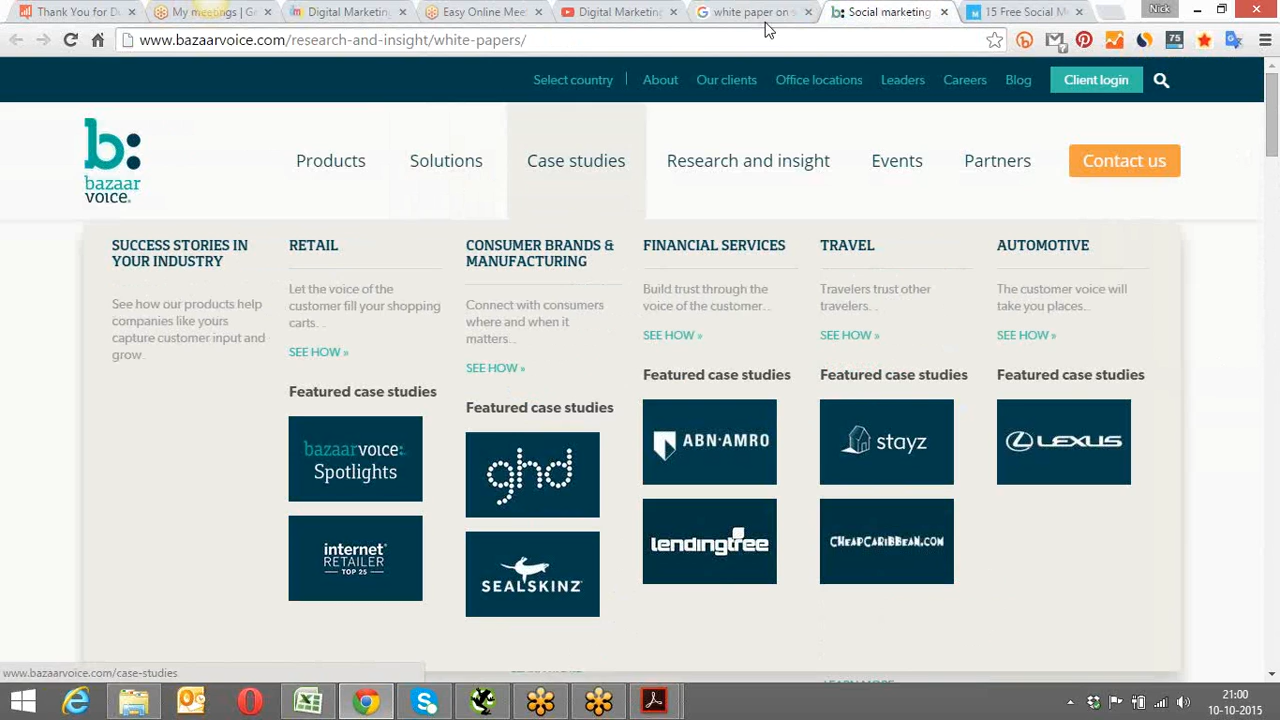 Thank You for D
My meetings | G
Digital Marketing
Easy Online Mee
Digital Marketing
white paper on
Social marketing
15 Free Social M
Nick
www.bazaarvoice.com/research-and-insight/white-papers/
75
Select country
About
Our clients
Office locations
Leaders
Careers
Blog
Client login
b:
bazaar
voice.
Products
Solutions
Case studies
Research and insight
Events
Partners
Contact us
SUCCESS STORIES IN
YOUR INDUSTRY
See how our products help
companies like yours
capture customer input and
grow.
RETAIL
Let the voice of the
customer fill your shopping
carts. .
SEE HOW »
Featured case studies
bazaarvoice:
Spotlights
internet
RETAILER
TOP 25
CONSUMER BRANDS &
MANUFACTURING
Connect with consumers
where and when it
matters..
SEE HOW »
Featured case studies
ghd
SEALSKINZ
FINANCIAL SERVICES
Build trust through the
voice of the customer..
SEE HOW »
Featured case studies
ABN·AMRO
lendingtree
TRAVEL
Travelers trust other
travelers..
SEE HOW »
Featured case studies
stayz
CHEAPCARIBBEAN.COM
AUTOMOTIVE
The customer voice will
take you places..
SEE HOW »
Featured case studies
LEXUS
www.bazaarvoice.com/case-studies
21:00
10-10-2015